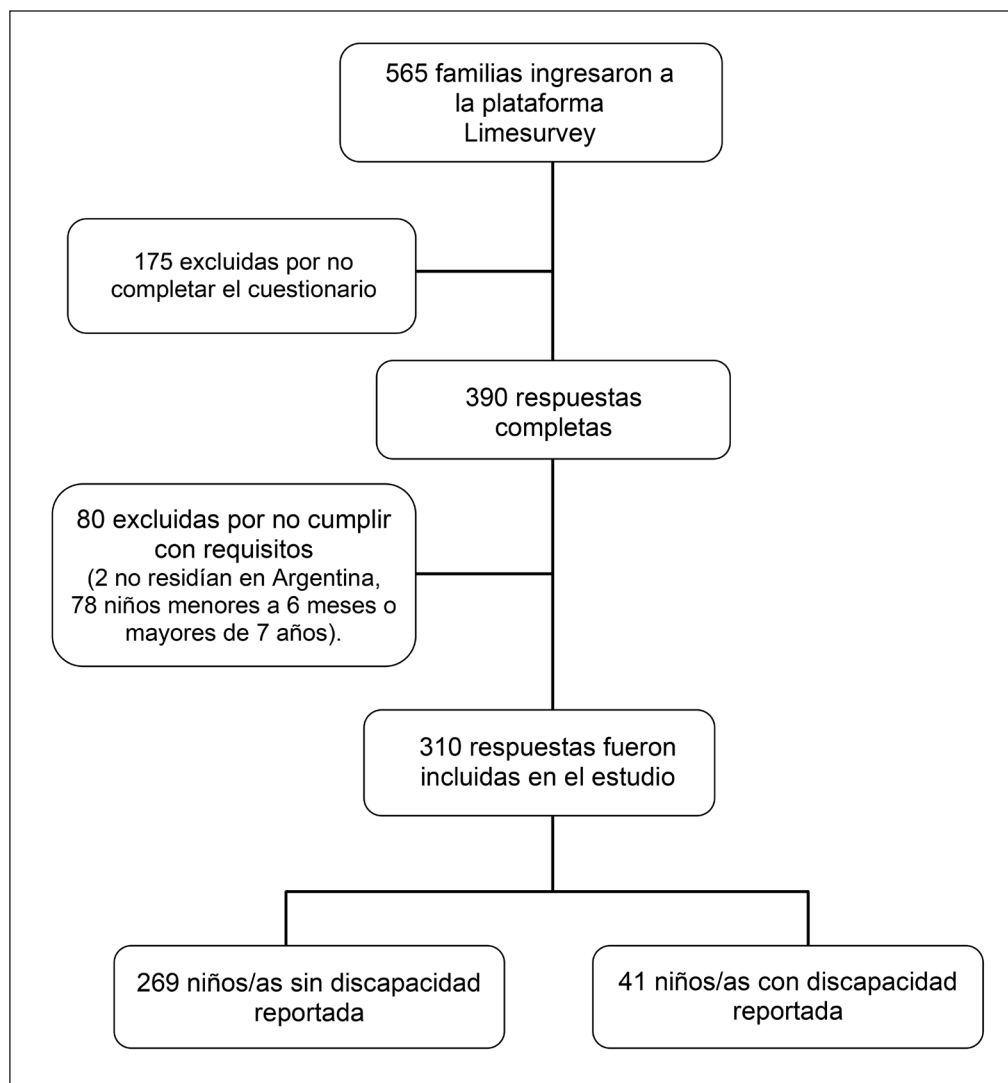 565 familias ingresaron a
la plataforma
Limesurvey
175 excluidas por no
completar el cuestionario
390 respuestas
completas
80 excluidas por no cumplir
con requisitos
(2 no residían en Argentina,
78 niños menores a 6 meses o
mayores de 7 años).
310 respuestas fueron
incluidas en el estudio
269 niños/as sin discapacidad
reportada
41 niños/as con discapacidad
reportada